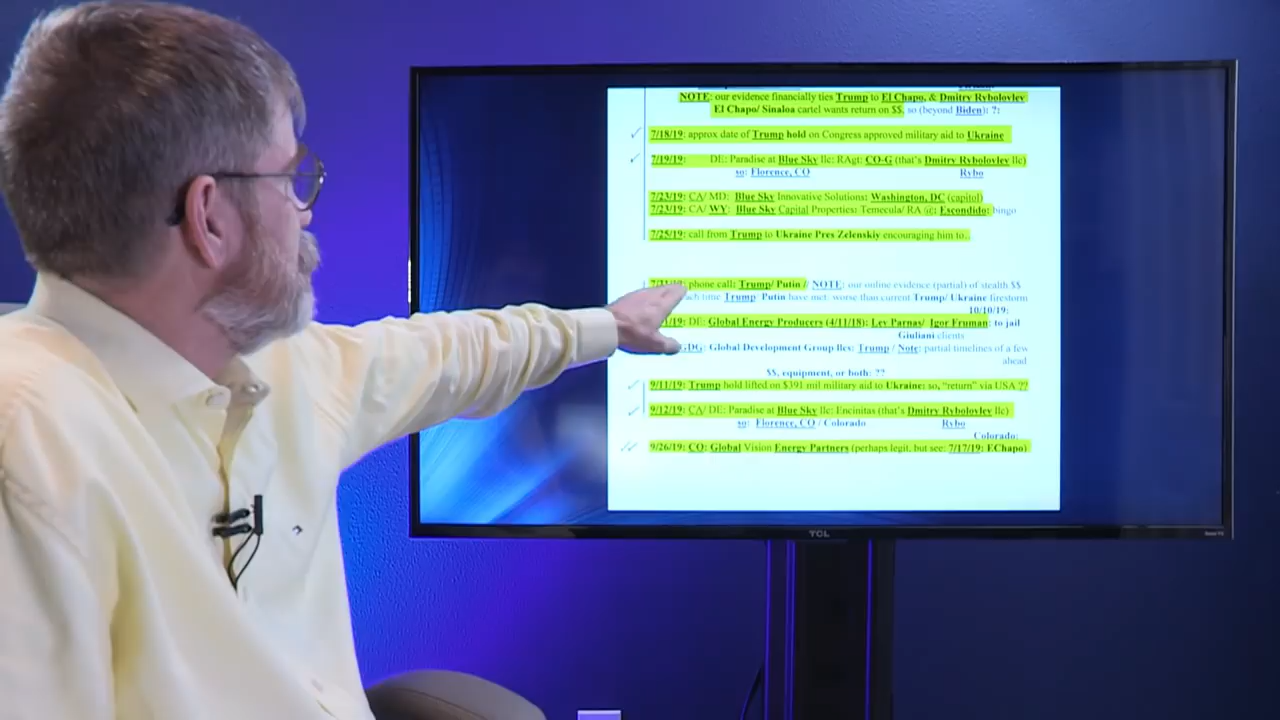 NOTE: our evidence financially ties Trump to El Chapo, & Dmitry Rybolovlev
El Chapo/ Sinaloa cartel wants return on $$, so (beyond Biden): ?:
7/18/19: approx date of Trump hold on Congress approved military aid to Ukraine
7/19/19: DE: Paradise at Blue Sky llc: RAgt: CO-G (that's Dmitry Rybolovlev llc)
so: Florence, CO Rybo
7/23/19: CA/ MD: Blue Sky Innovative Solutions: Washington, DC (capitol)
7/23/19: CA/ WY: Blue Sky Capital Properties: Temecula/ RA @: Escondido: bingo
7/25/19: call from Trump to Ukraine Pres Zelenskiy encouraging him to..
phone call: Trump/ Putin // NOTE: our online evidence (partial) of stealth $$
time Trump Putin have met: worse than current Trump/ Ukraine firestorm
10/10/19:
DE: Global Energy Producers (4/11/18): Lev Parnas/ Igor Fruman: to jail
Giuliani clients
GDG: Global Development Group llcs: Trump / Note: partial timelines of a few
ahead
$$, equipment, or both: ??
9/11/19: Trump hold lifted on $391 mil military aid to Ukraine: so, "return" via USA ??
9/12/19: CA/ DE: Paradise at Blue Sky llc: Encinitas (that's Dmitry Rybolovlev llc)
so: Florence, CO / Colorado Rybo
Colorado:
9/26/19: CO: Global Vision Energy Partners (perhaps legit, but see: 7/17/19: EChapo)
TCL